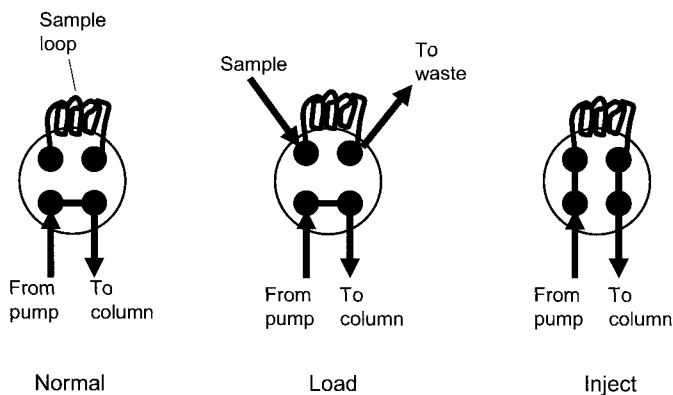 Sample
loop
Sample
To
waste
From
pump
To
column
From
pump
To
column
From
pump
To
column
Normal
Load
Inject